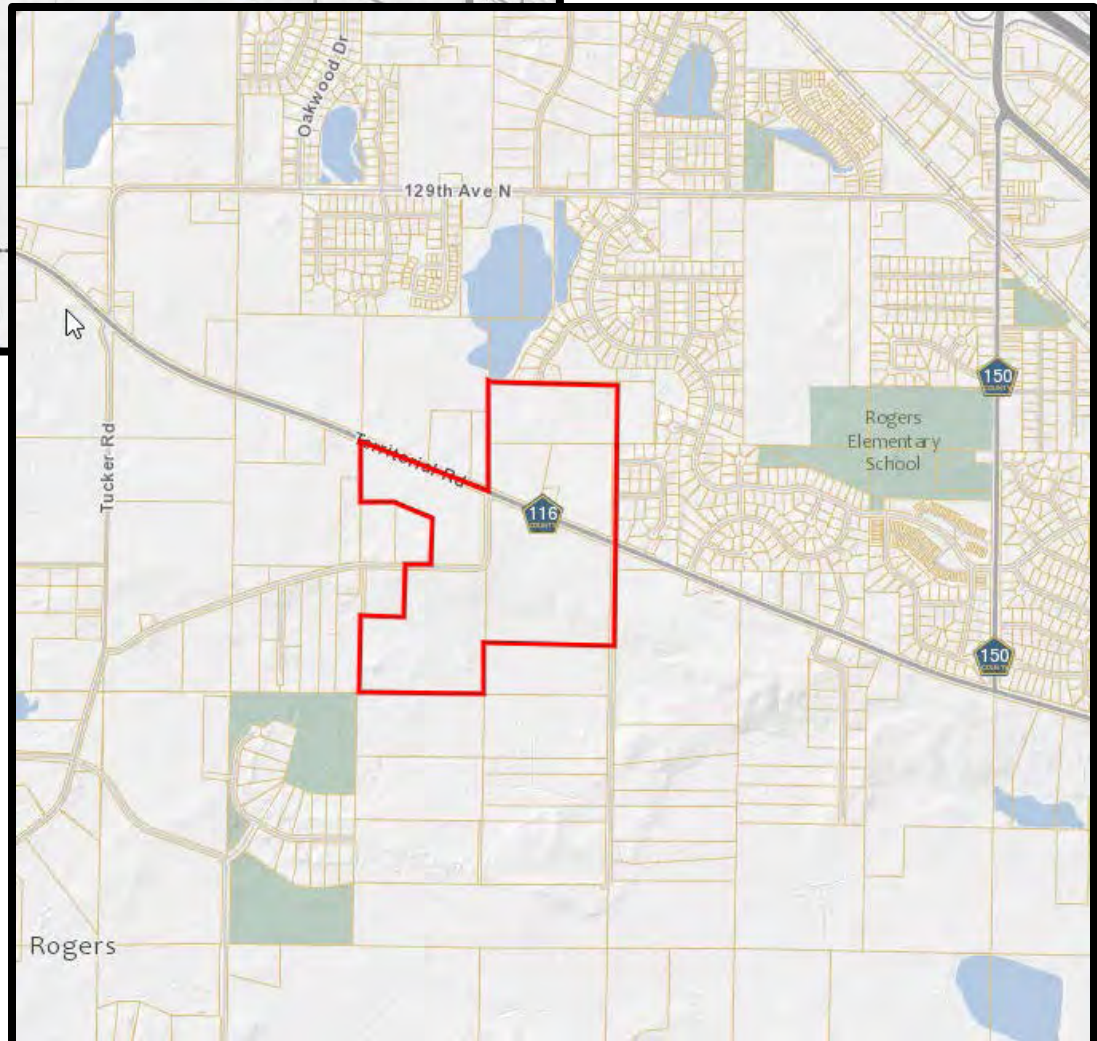 Oakwood Dr
129th Ave N
150
COUNTY
Rogers
Elementary
School
Tucker Rd
Territorial Rd
116
COUNTY
150
COUNTY
Rogers